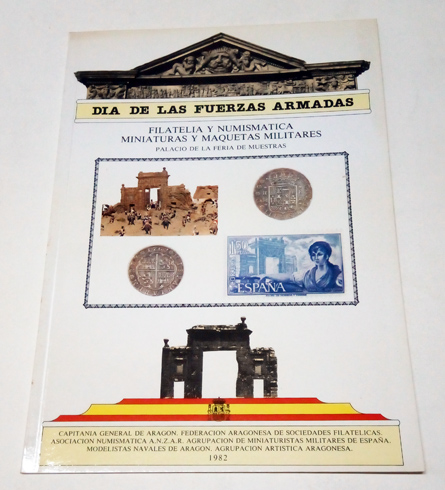 DIA DE LAS FUERZAS ARMADAS
FILATELIA Y NUMISMATICA
MINIATURAS Y MAQUETAS MILITARES
PALACIO DE LA FERIA DE MUESTRAS
ESPAÑA
CAPITANIA GENERAL DE ARAGON. FEDERACION ARAGONESA DE SOCIEDADES FILATELICAS.
ASOCIACION NUMISMATICA A.N.Z.A.R. AGRUPACION DE MINIATURISTAS MILITARES DE ESPAÑA.
MODELISTAS NAVALES DE ARAGON. AGRUPACION ARTISTICA ARAGONESA.
1982